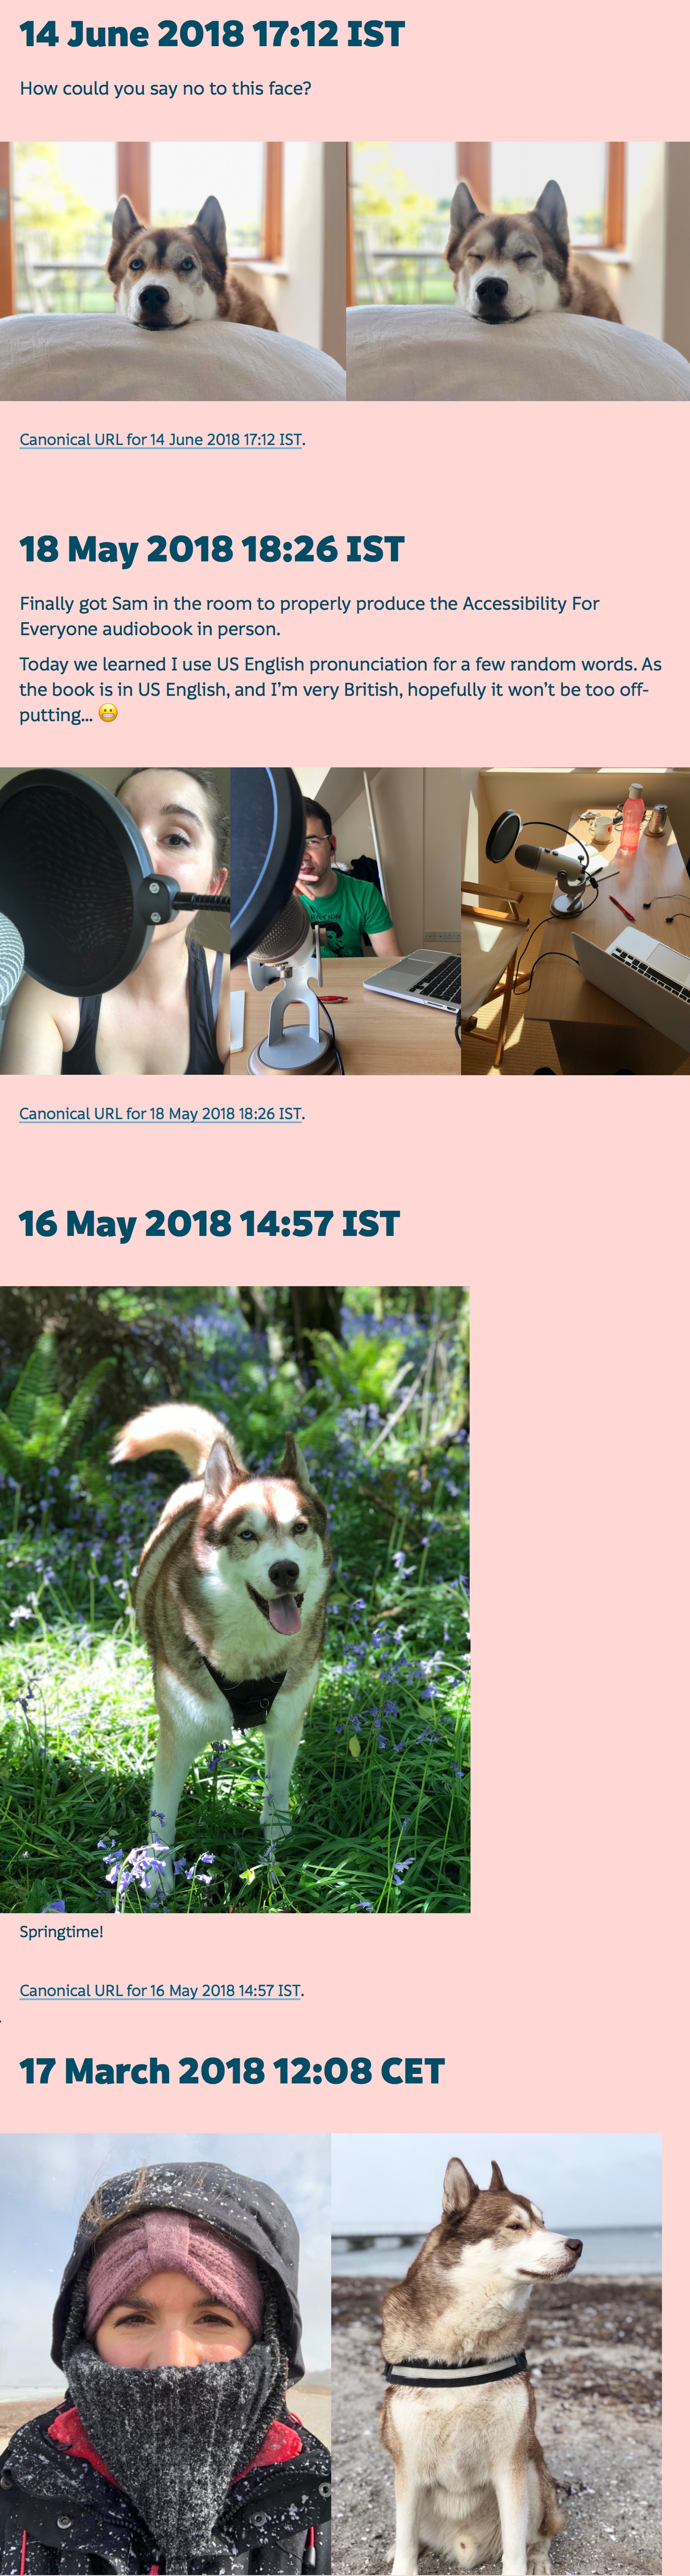 14 June 2018 17:12 IST
How could you say no to this face?
Canonical URL for 14 June 2018 17:12 IST.
18 May 2018 18:26 IST
Finally got Sam in the room to properly produce the Accessibility For
Everyone audiobook in person.
Today we learned I use US English pronunciation for a few random words. As
the book is in US English, and I’m very British, hopefully it won’t be too off-
putting... 😬
Canonical URL for 18 May 2018 18:26 IST.
16 May 2018 14:57 IST
Springtime!
Canonical URL for 16 May 2018 14:57 IST.
17 March 2018 12:08 CET